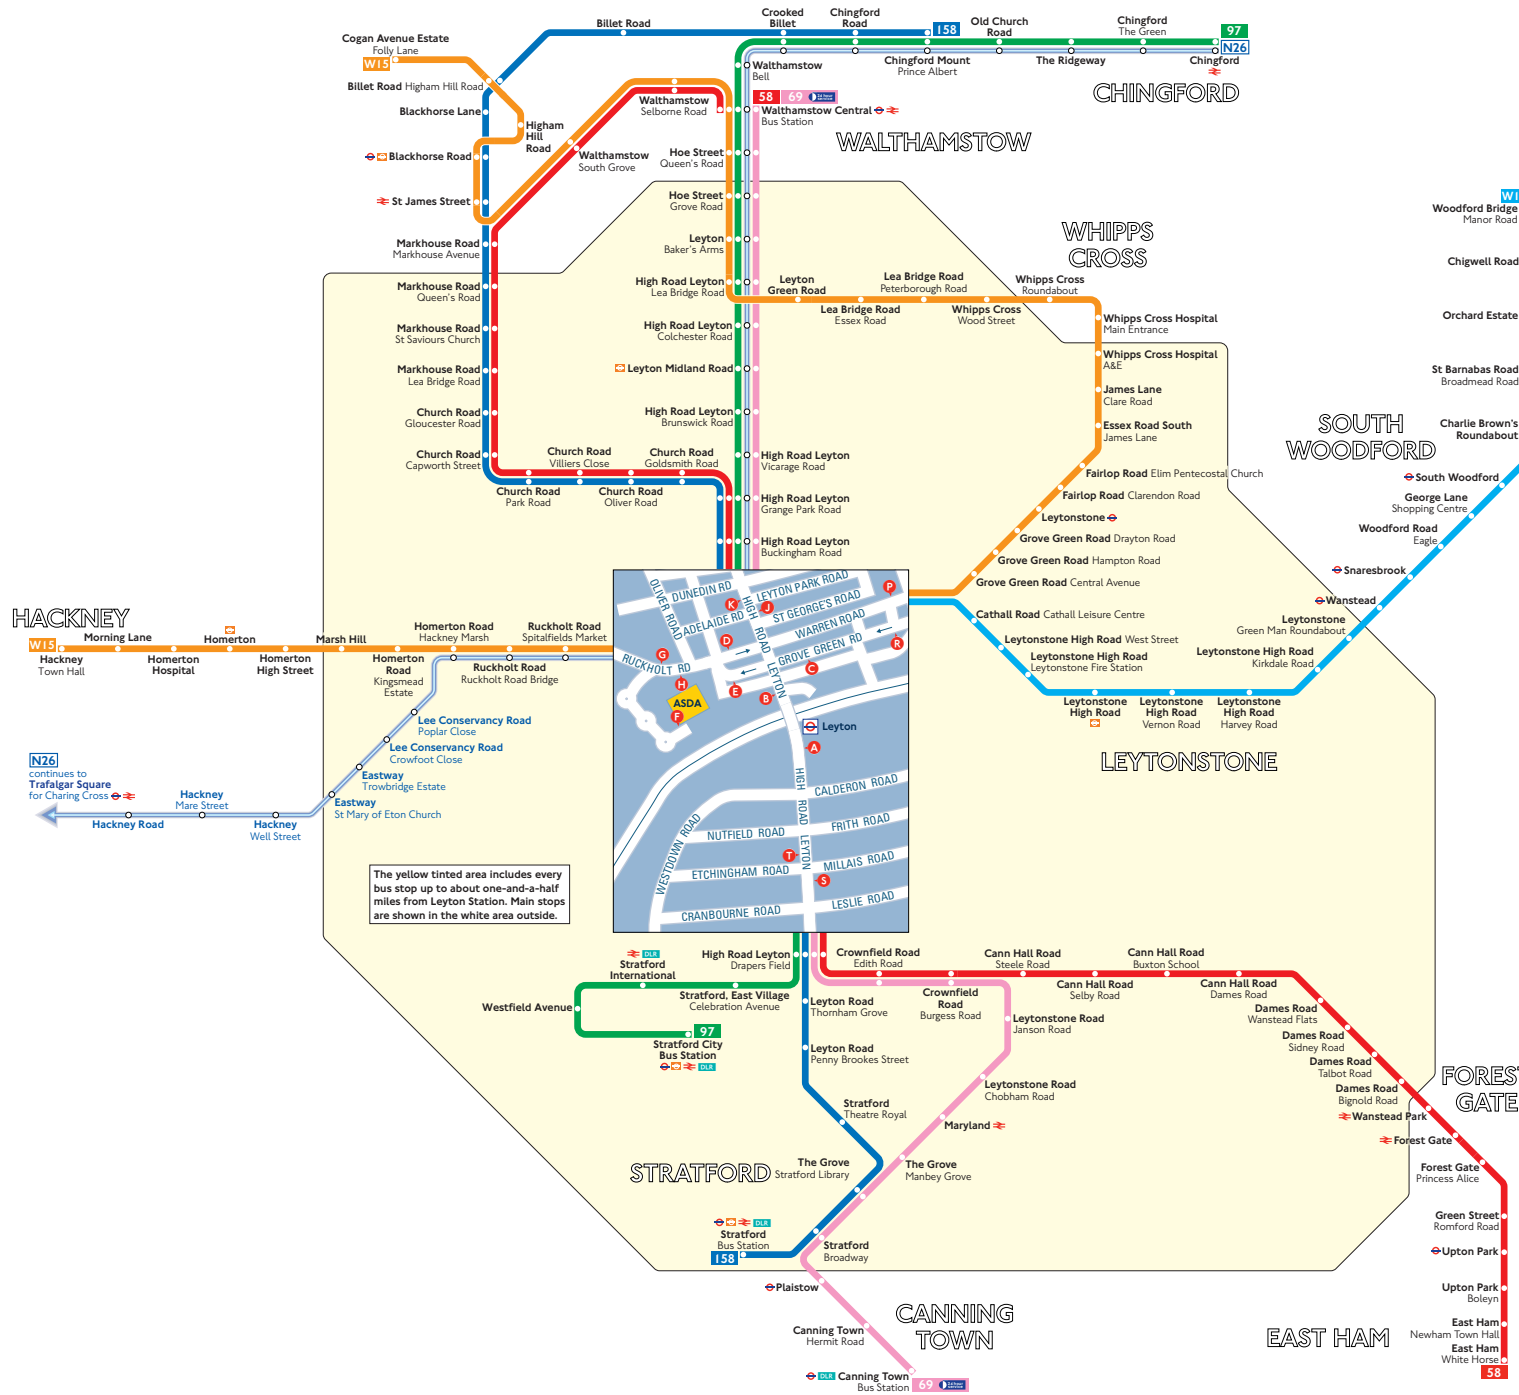 Billet Road
158
Crooked
Billet
Chingford
Road
Old Church
Road
Chingford
The Green
97
N26
Chingford
Chingford Mount
Prince Albert
The Ridgeway
CHINGFORD
Cogan Avenue Estate
Folly Lane
W15
Billet Road Higham Hill Road
Blackhorse Lane
Higham
Hill
Road
Blackhorse Road
St James Street
Walthamstow
Selborne Road
Walthamstow
South Grove
Walthamstow
Bell
58
69
24 hour
service
Walthamstow Central
Bus Station
WALTHAMSTOW
Hoe Street
Queen's Road
Hoe Street
Grove Road
Leyton
Baker's Arms
High Road Leyton
Lea Bridge Road
High Road Leyton
Colchester Road
Leyton Midland Road
High Road Leyton
Brunswick Road
High Road Leyton
Vicarage Road
High Road Leyton
Grange Park Road
High Road Leyton
Buckingham Road
Markhouse Road
Markhouse Avenue
Markhouse Road
Queen's Road
Markhouse Road
St Saviours Church
Markhouse Road
Lea Bridge Road
Church Road
Gloucester Road
Church Road
Capworth Street
Church Road
Park Road
Church Road
Villiers Close
Church Road
Oliver Road
Church Road
Goldsmith Road
Leyton
Green Road
Lea Bridge Road
Essex Road
Lea Bridge Road
Peterborough Road
Whipps Cross
Wood Street
Whipps Cross
Roundabout
WHIPPS
CROSS
Whipps Cross Hospital
Main Entrance
Whipps Cross Hospital
A&E
James Lane
Clare Road
Essex Road South
James Lane
Fairlop Road Elim Pentecostal Church
Fairlop Road Clarendon Road
Leytonstone
Grove Green Road Drayton Road
Grove Green Road Hampton Road
Grove Green Road Central Avenue
W1
Woodford Bridge
Manor Road
Chigwell Road
Orchard Estate
St Barnabas Road
Broadmead Road
Charlie Brown's
Roundabout
SOUTH
WOODFORD
South Woodford
George Lane
Shopping Centre
Woodford Road
Eagle
Snaresbrook
Wanstead
Leytonstone
Green Man Roundabout
Leytonstone High Road
Kirkdale Road
Cathall Road Cathall Leisure Centre
Leytonstone High Road West Street
Leytonstone High Road
Leytonstone Fire Station
Leytonstone
High Road
Leytonstone
High Road
Vernon Road
Leytonstone
High Road
Harvey Road
LEYTONSTONE
HACKNEY
W15
Hackney
Town Hall
Morning Lane
Homerton
Hospital
Homerton
Homerton
High Street
Marsh Hill
Homerton
Road
Kingsmead
Estate
Homerton Road
Hackney Marsh
Ruckholt Road
Ruckholt Road Bridge
Ruckholt Road
Spitalfields Market
Lee Conservancy Road
Poplar Close
Lee Conservancy Road
Crowfoot Close
Eastway
Trowbridge Estate
Eastway
St Mary of Eton Church
N26
continues to
Trafalgar Square
for Charing Cross
Hackney Road
Hackney
Mare Street
Hackney
Well Street
OLIVER ROAD
DUNEDIN RD
LEYTON PARK ROAD
ADELAIDE RD
ST GEORGE'S ROAD
WARREN ROAD
GROVE GREEN RD
RUCKHOLT RD
HIGH ROAD LEYTON
K
J
P
D
G
R
H
C
E
B
ASDA
F
Leyton
A
HIGH ROAD LEYTON
CALDERON ROAD
WESTDOWN ROAD
NUTFIELD ROAD
FRITH ROAD
T
ETCHINGHAM ROAD
MILLAIS ROAD
S
CRANBOURNE ROAD
LESLIE ROAD
The yellow tinted area includes every
bus stop up to about one-and-a-half
miles from Leyton Station. Main stops
are shown in the white area outside.
High Road Leyton
Drapers Field
DLR
Stratford
International
Stratford, East Village
Celebration Avenue
Westfield Avenue
97
Stratford City
Bus Station
DLR
Leyton Road
Thornham Grove
Leyton Road
Penny Brookes Street
Stratford
Theatre Royal
The Grove
Stratford Library
STRATFORD
DLR
Stratford
Bus Station
158
Crownfield Road
Edith Road
Crownfield
Road
Burgess Road
Leytonstone Road
Janson Road
Leytonstone Road
Chobham Road
Maryland
The Grove
Manbey Grove
Stratford
Broadway
Plaistow
Canning Town
Hermit Road
DLR
Canning Town
Bus Station
69
24 hour
service
CANNING
TOWN
Cann Hall Road
Steele Road
Cann Hall Road
Selby Road
Cann Hall Road
Buxton School
Cann Hall Road
Dames Road
Dames Road
Wanstead Flats
Dames Road
Sidney Road
Dames Road
Talbot Road
Dames Road
Bignold Road
Wanstead Park
Forest Gate
FOREST
GATE
Forest Gate
Princess Alice
Green Street
Romford Road
Upton Park
Upton Park
Boleyn
East Ham
Newham Town Hall
East Ham
White Horse
58
EAST HAM